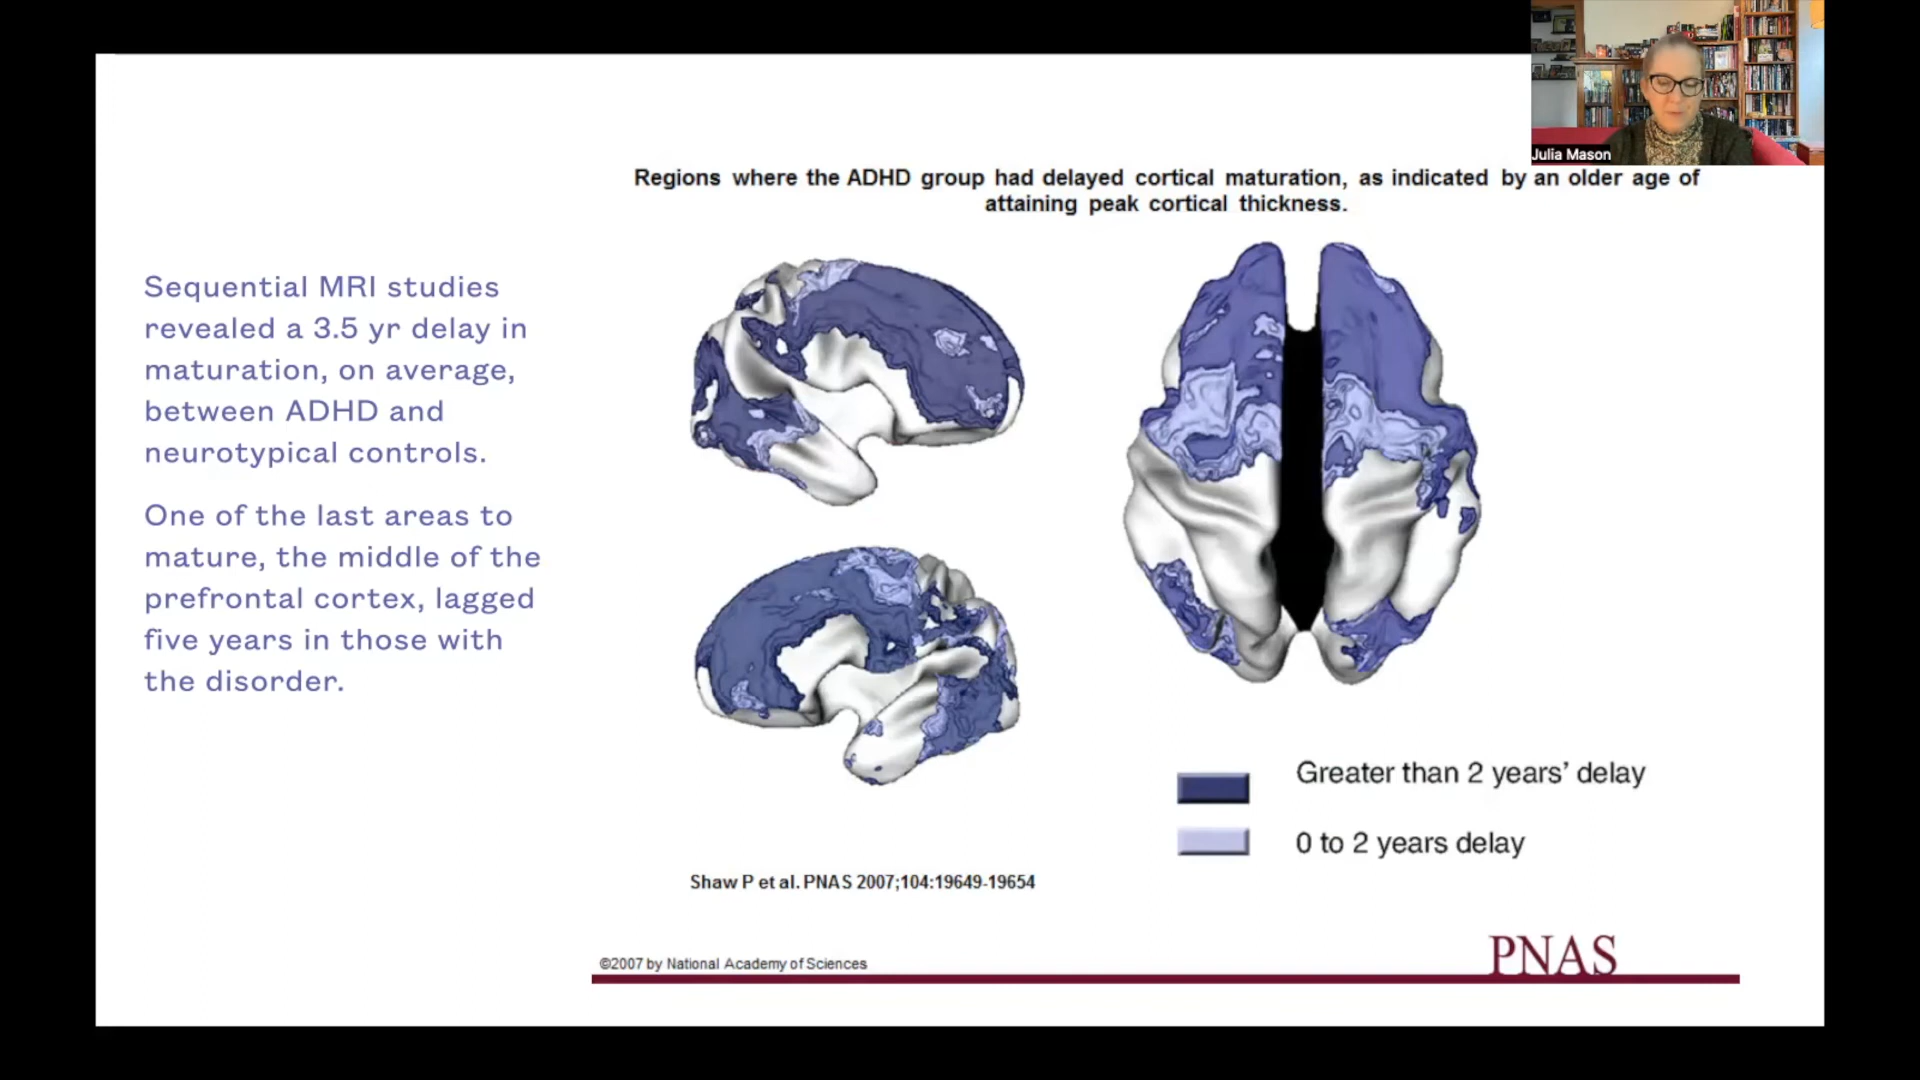 Julia Mason
Regions where the ADHD group had delayed cortical maturation, as indicated by an older age of
attaining peak cortical thickness.
Sequential MRI studies
revealed a 3.5 yr delay in
maturation, on average,
between ADHD and
neurotypical controls.
One of the last areas to
mature, the middle of the
prefrontal cortex, lagged
five years in those with
the disorder.
Greater than 2 years' delay
0 to 2 years delay
Shaw P et al. PNAS 2007;104:19649-19654
©2007 by National Academy of Sciences
PNAS